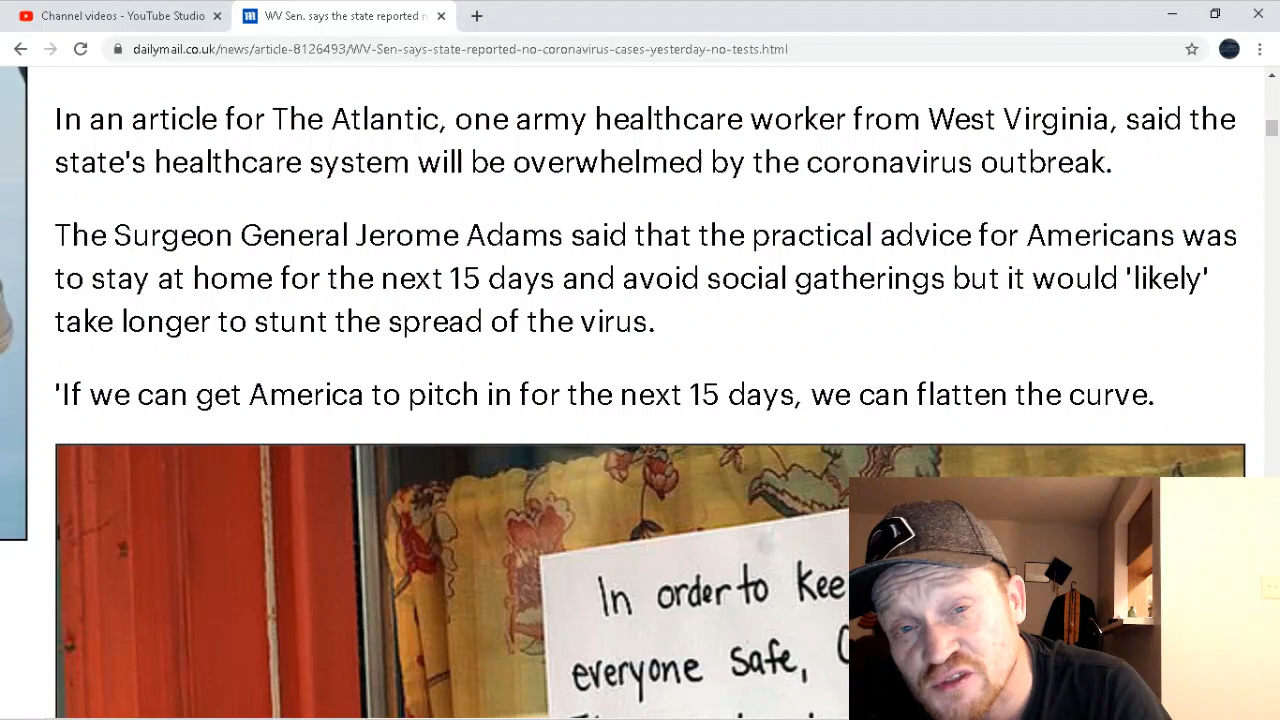 Channel videos - YouTube Studio
WV Sen. says the state reported
dailymail.co.uk/news/article-8126493/WV-Sen-says-state-reported-no-coronavirus-cases-yesterday-no-tests.html
In an article for The Atlantic, one army healthcare worker from West Virginia, said the
state's healthcare system will be overwhelmed by the coronavirus outbreak.
The Surgeon General Jerome Adams said that the practical advice for Americans was
to stay at home for the next 15 days and avoid social gatherings but it would 'likely'
take longer to stunt the spread of the virus.
'If we can get America to pitch in for the next 15 days, we can flatten the curve.
In order to kee
everyone safe,